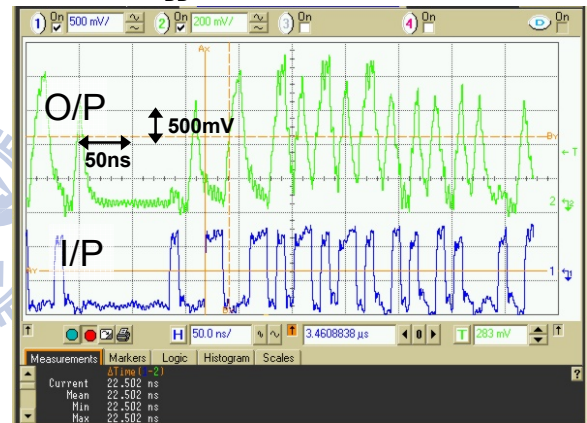 1 On 500 mV/ 2 On 200 mV/ 3 On 4 On On
Ax
O/P
500mV
50ns
By
T
2
I/P
Ay
1
H 50.0 ns/ 3.4608838 µs 0 T 283 mV
Measurements Markers Logic Histogram Scales
?
ΔTime(1-2)
Current 22.502 ns
Mean 22.502 ns
Min 22.502 ns
Max 22.502 ns